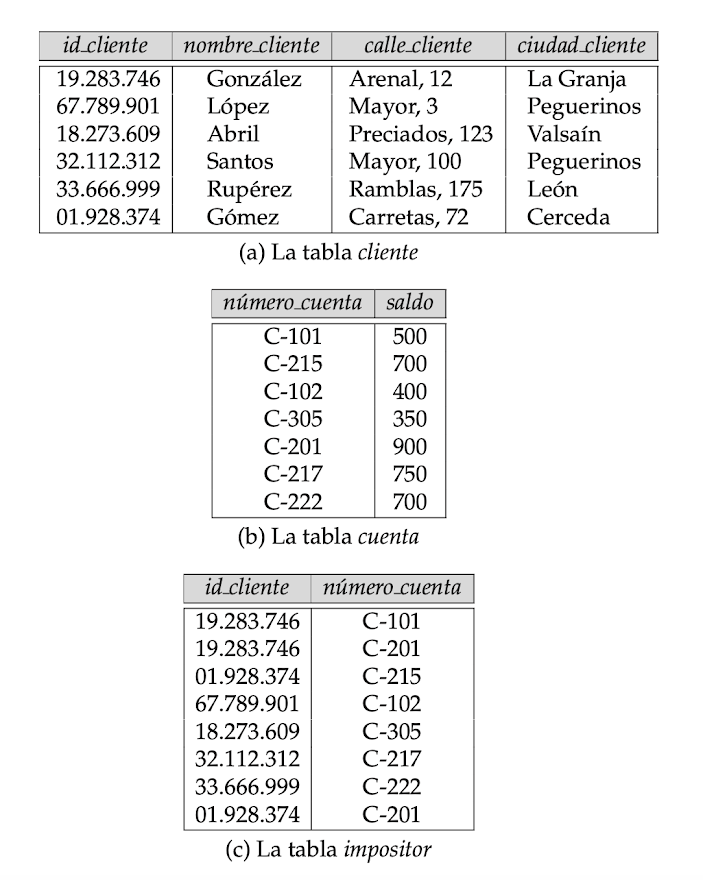 id_cliente nombre_cliente calle_cliente ciudad_cliente
19.283.746 González Arenal, 12 La Granja
67.789.901 López Mayor, 3 Peguerinos
18.273.609 Abril Preciados, 123 Valsaín
32.112.312 Santos Mayor, 100 Peguerinos
33.666.999 Rupérez Ramblas, 175 León
01.928.374 Gómez Carretas, 72 Cerceda
(a) La tabla cliente
número_cuenta saldo
C-101 500
C-215 700
C-102 400
C-305 350
C-201 900
C-217 750
C-222 700
(b) La tabla cuenta
id_cliente número_cuenta
19.283.746 C-101
19.283.746 C-201
01.928.374 C-215
67.789.901 C-102
18.273.609 C-305
32.112.312 C-217
33.666.999 C-222
01.928.374 C-201
(c) La tabla impositor